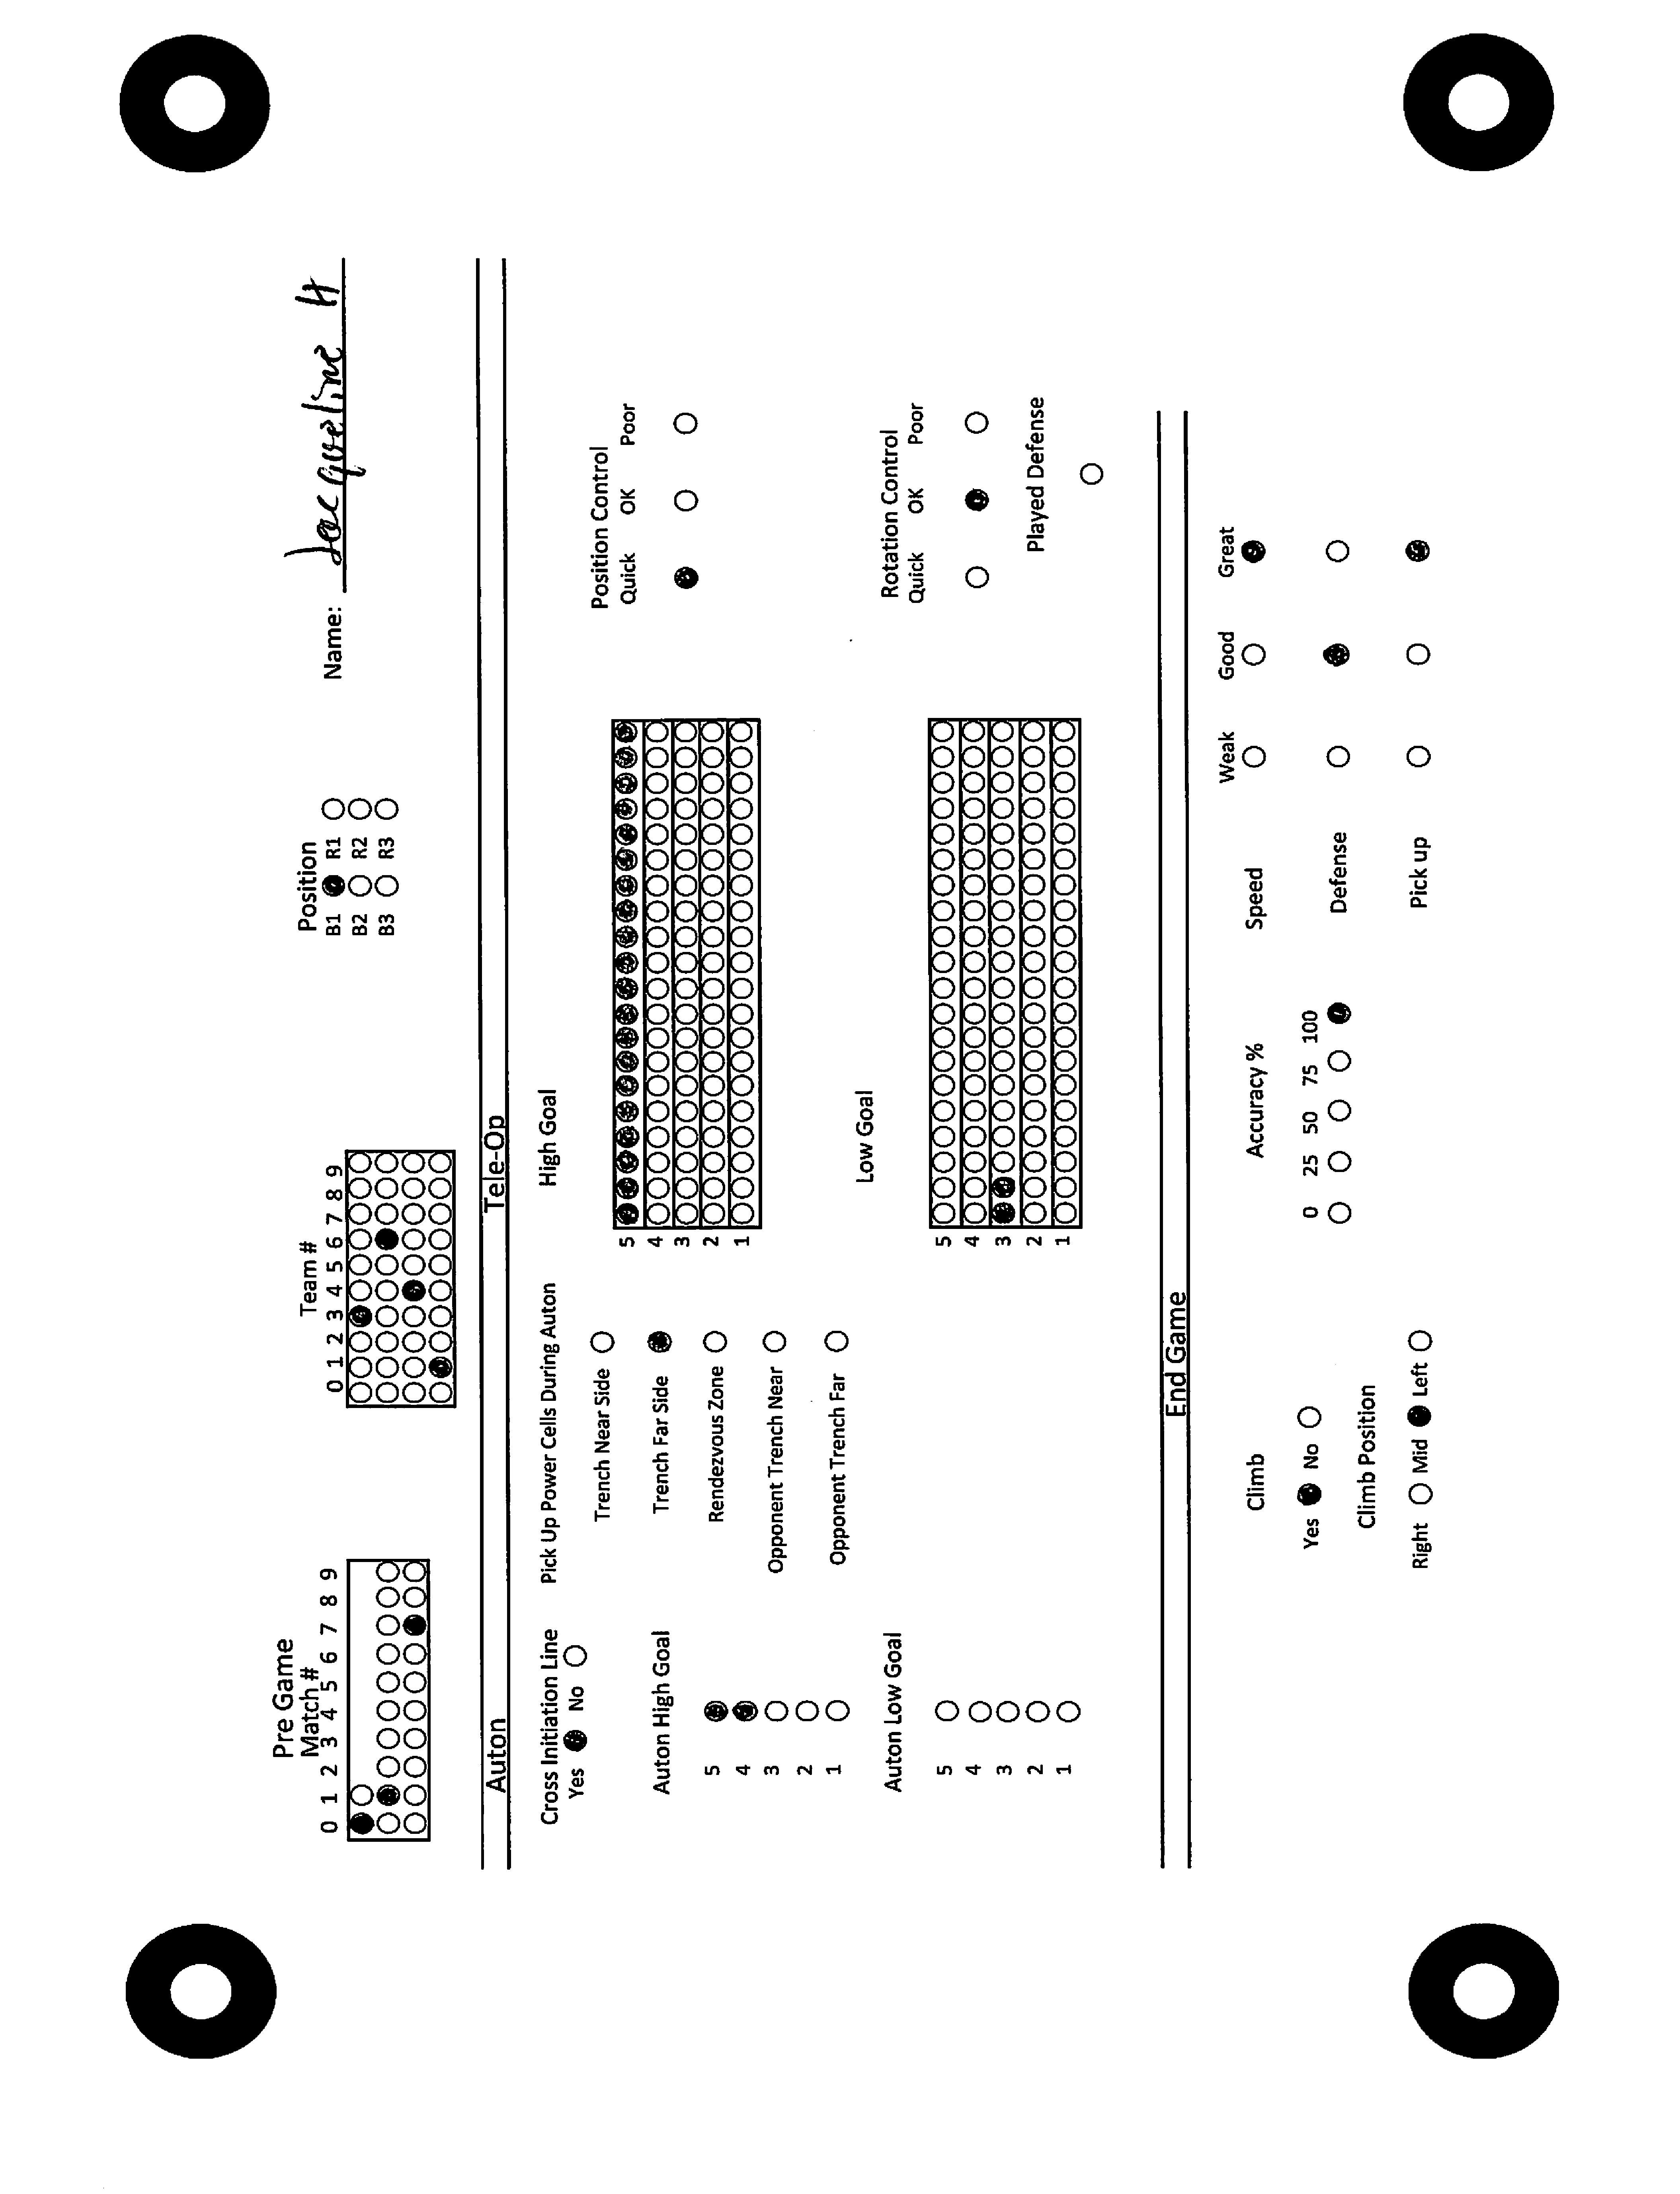 Pre Game
Match #
0 1 2 3 4 5 6 7 8 9
Team #
0 1 2 3 4 5 6 7 8 9
Position
B1 R1
B2 R2
B3 R3
Name: Jacqueline H
Auton
Tele-Op
Cross Initiation Line
Yes No
Auton High Goal
5
4
3
2
1
Auton Low Goal
5
4
3
2
1
Pick Up Power Cells During Auton
Trench Near Side
Trench Far Side
Rendezvous Zone
Opponent Trench Near
Opponent Trench Far
High Goal
5
4
3
2
1
Low Goal
5
4
3
2
1
Position Control
Quick OK Poor
Rotation Control
Quick OK Poor
Played Defense
End Game
Climb
Yes No
Climb Position
Right Mid Left
Accuracy %
0 25 50 75 100
Weak Good Great
Speed
Defense
Pick up